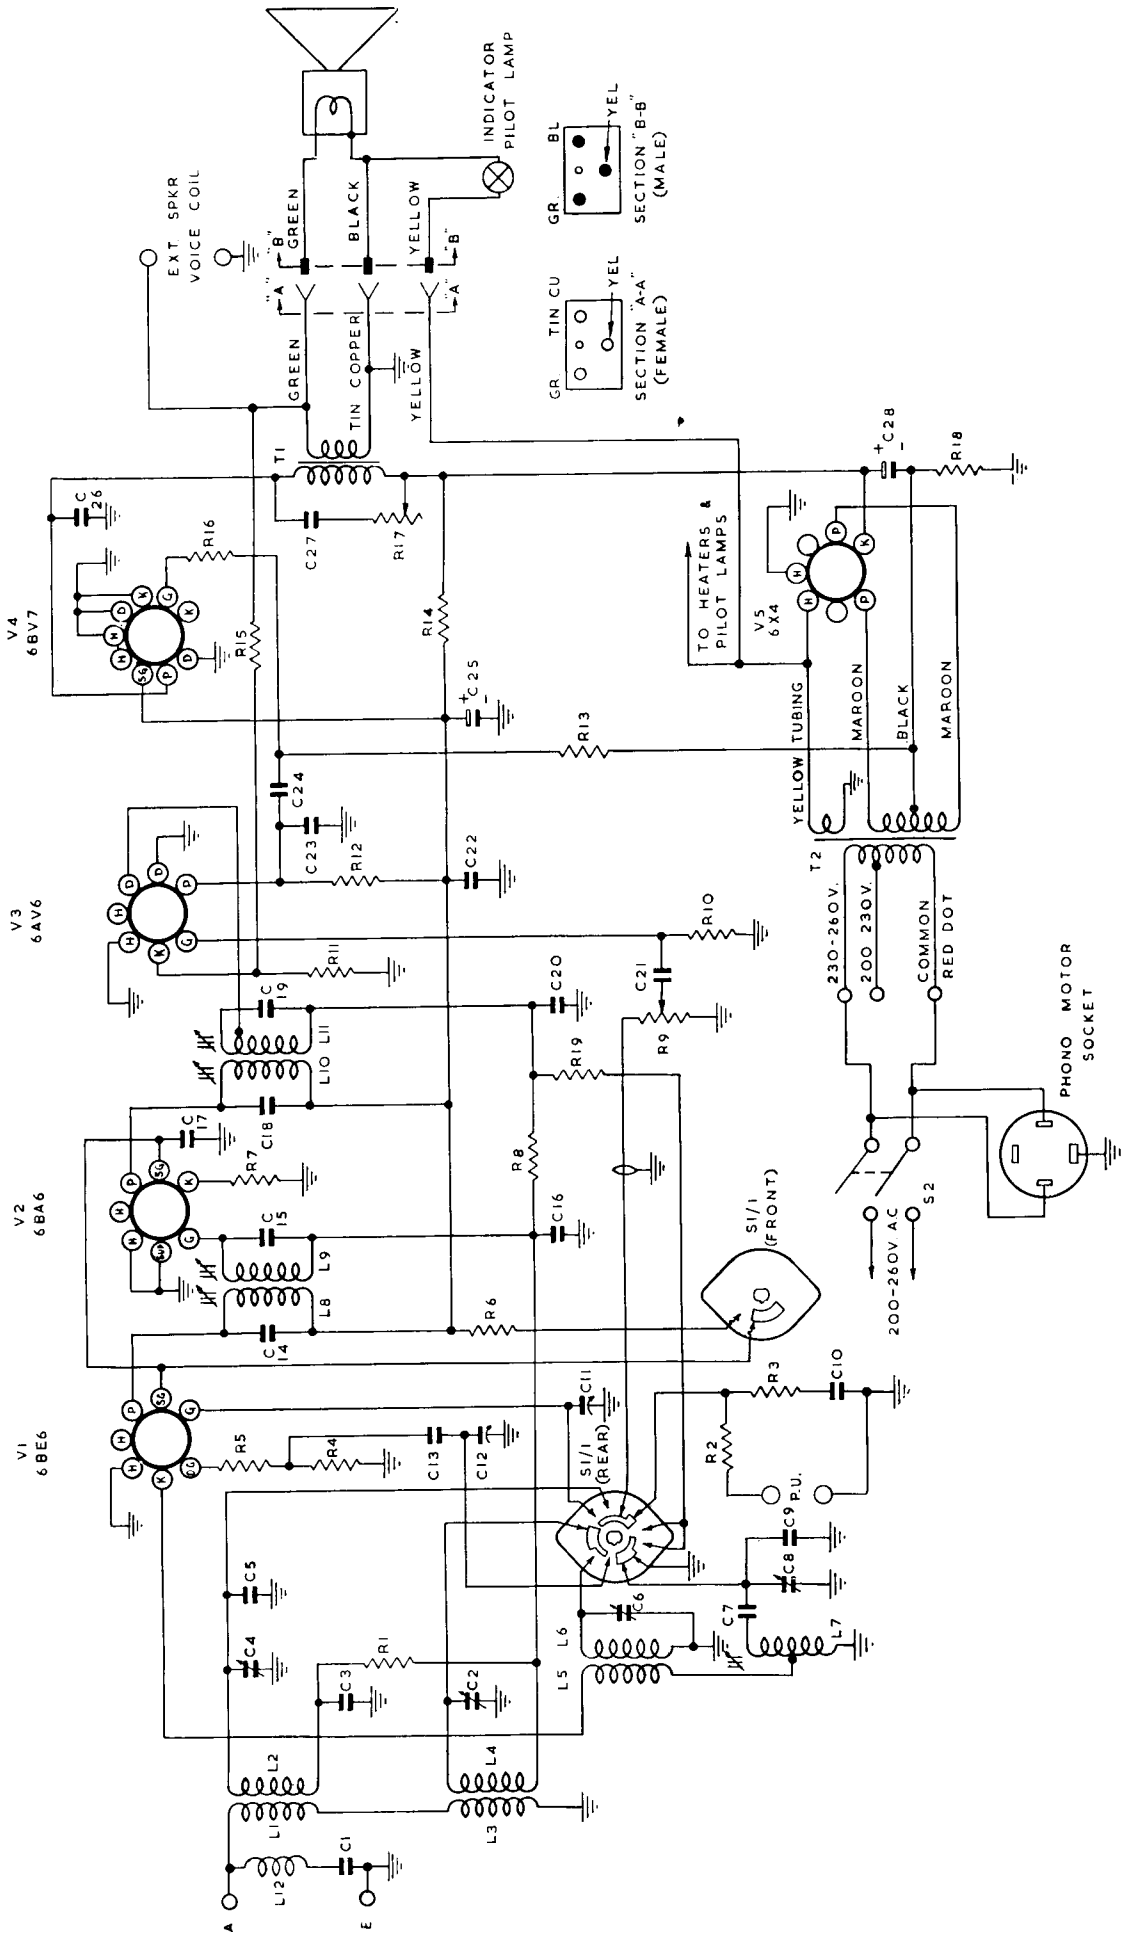 V1
6BE6
V2
6BA6
V3
6AV6
V4
6BV7
EXT. SPKR
VOICE COIL
INDICATOR
PILOT LAMP
A
E
L12
C1
L1
L2
C4
C5
C3
R1
L3
L4
C2
H
H
P
K
SG
OG
G
R5
R4
C13
C12
C11
C
14
L8
L9
C
15
H
H
P
SUP
SG
G
K
R7
C
17
C18
L10
L11
C
19
H
H
D
K
D
G
P
R11
R12
C23
C24
C22
R15
H
H
D
K
SG
G
P
D
K
R16
C
26
C27
R17
T1
R14
C25
GREEN
TIN COPPER
YELLOW
"A"
"A"
"B"
"B"
GREEN
BLACK
YELLOW
GR.
TIN CU
YEL
SECTION "A-A"
(FEMALE)
GR.
BL
YEL
SECTION "B-B"
(MALE)
R6
R8
C16
C20
R19
R9
C21
R10
R13
S1/1
(REAR)
S1/1
(FRONT)
L5
L6
C6
C7
L7
C8
C9
P.U.
R2
R3
C10
200-260V. AC
S2
PHONO MOTOR
SOCKET
230-260V.
200 230V.
COMMON
RED DOT
T2
YELLOW TUBING
MAROON
BLACK
MAROON
TO HEATERS &
PILOT LAMPS
V5
6X4
H
H
P
P
K
C28
R18